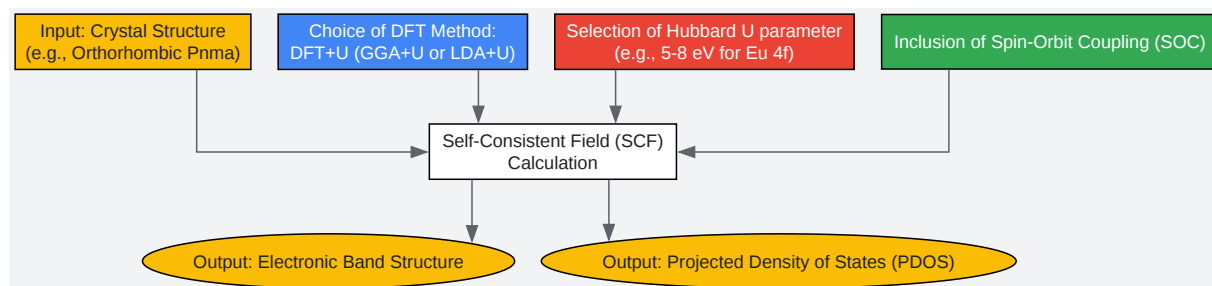 Input: Crystal Structure
(e.g., Orthorhombic Pnma)
Choice of DFT Method:
DFT+U (GGA+U or LDA+U)
Selection of Hubbard U parameter
(e.g., 5-8 eV for Eu 4f)
Inclusion of Spin-Orbit Coupling (SOC)
Self-Consistent Field (SCF)
Calculation
Output: Electronic Band Structure
Output: Projected Density of States (PDOS)